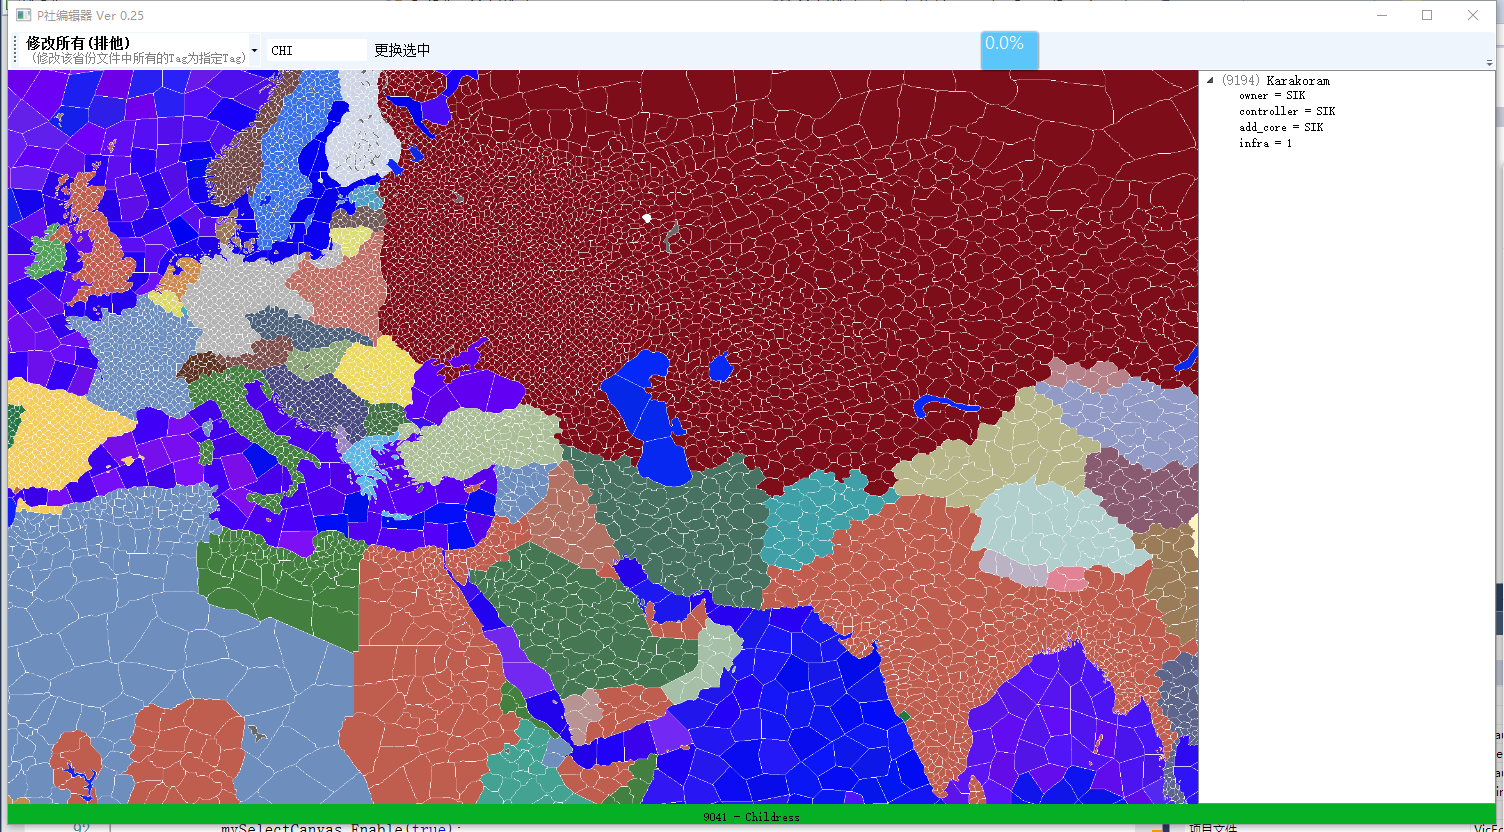 P社编辑器 Ver 0.25
修改所有(排他)
(修改该省份文件中所有的Tag为指定Tag)
CHI
更换选中
0.0%
(9194) Karakoram
owner = SIK
controller = SIK
add_core = SIK
infra = 1
9041 - Childress
92
mySelectCanvas.Enable(true);
项目文件